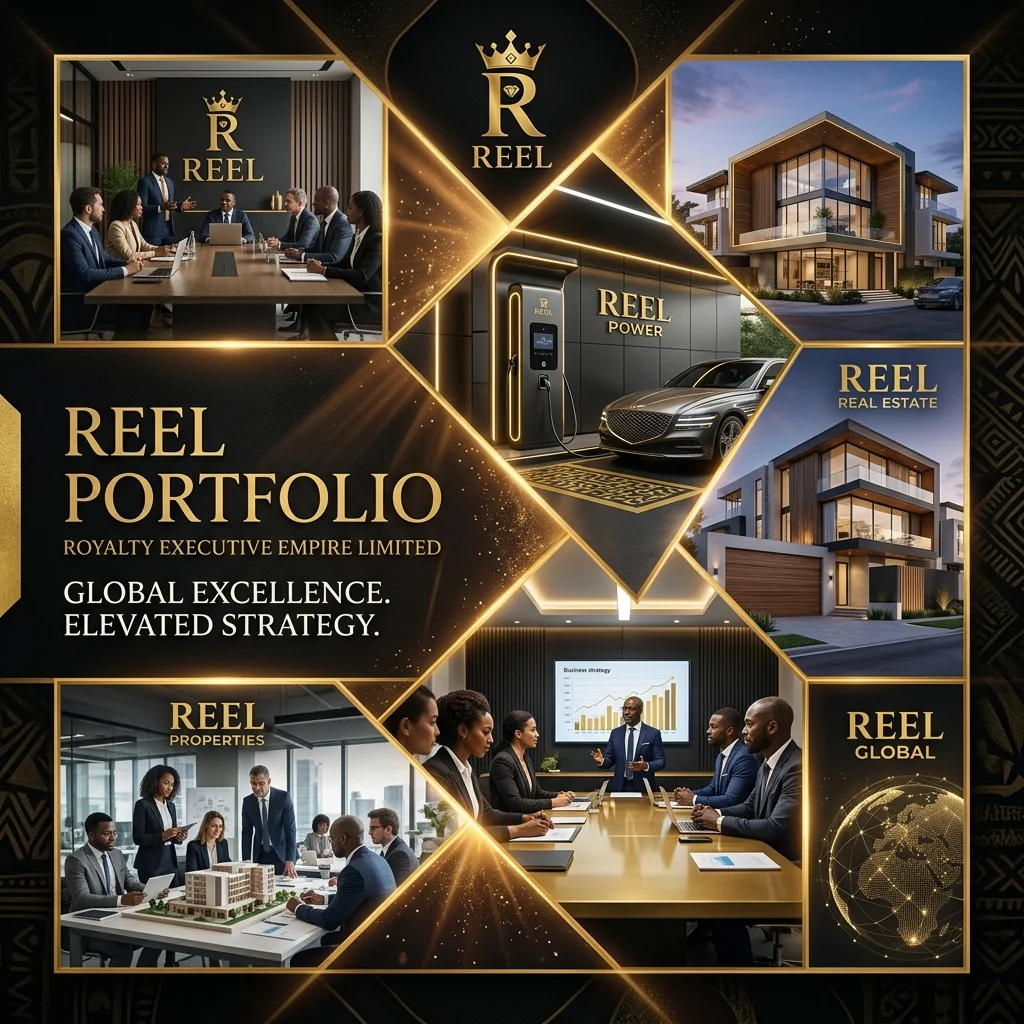 R
REEL
R
REEL
REEL
REEL
POWER
REEL
REAL ESTATE
REEL
PORTFOLIO
ROYALTY EXECUTIVE EMPIRE LIMITED
GLOBAL EXCELLENCE.
ELEVATED STRATEGY.
REEL
PROPERTIES
Business strategy
REEL
GLOBAL